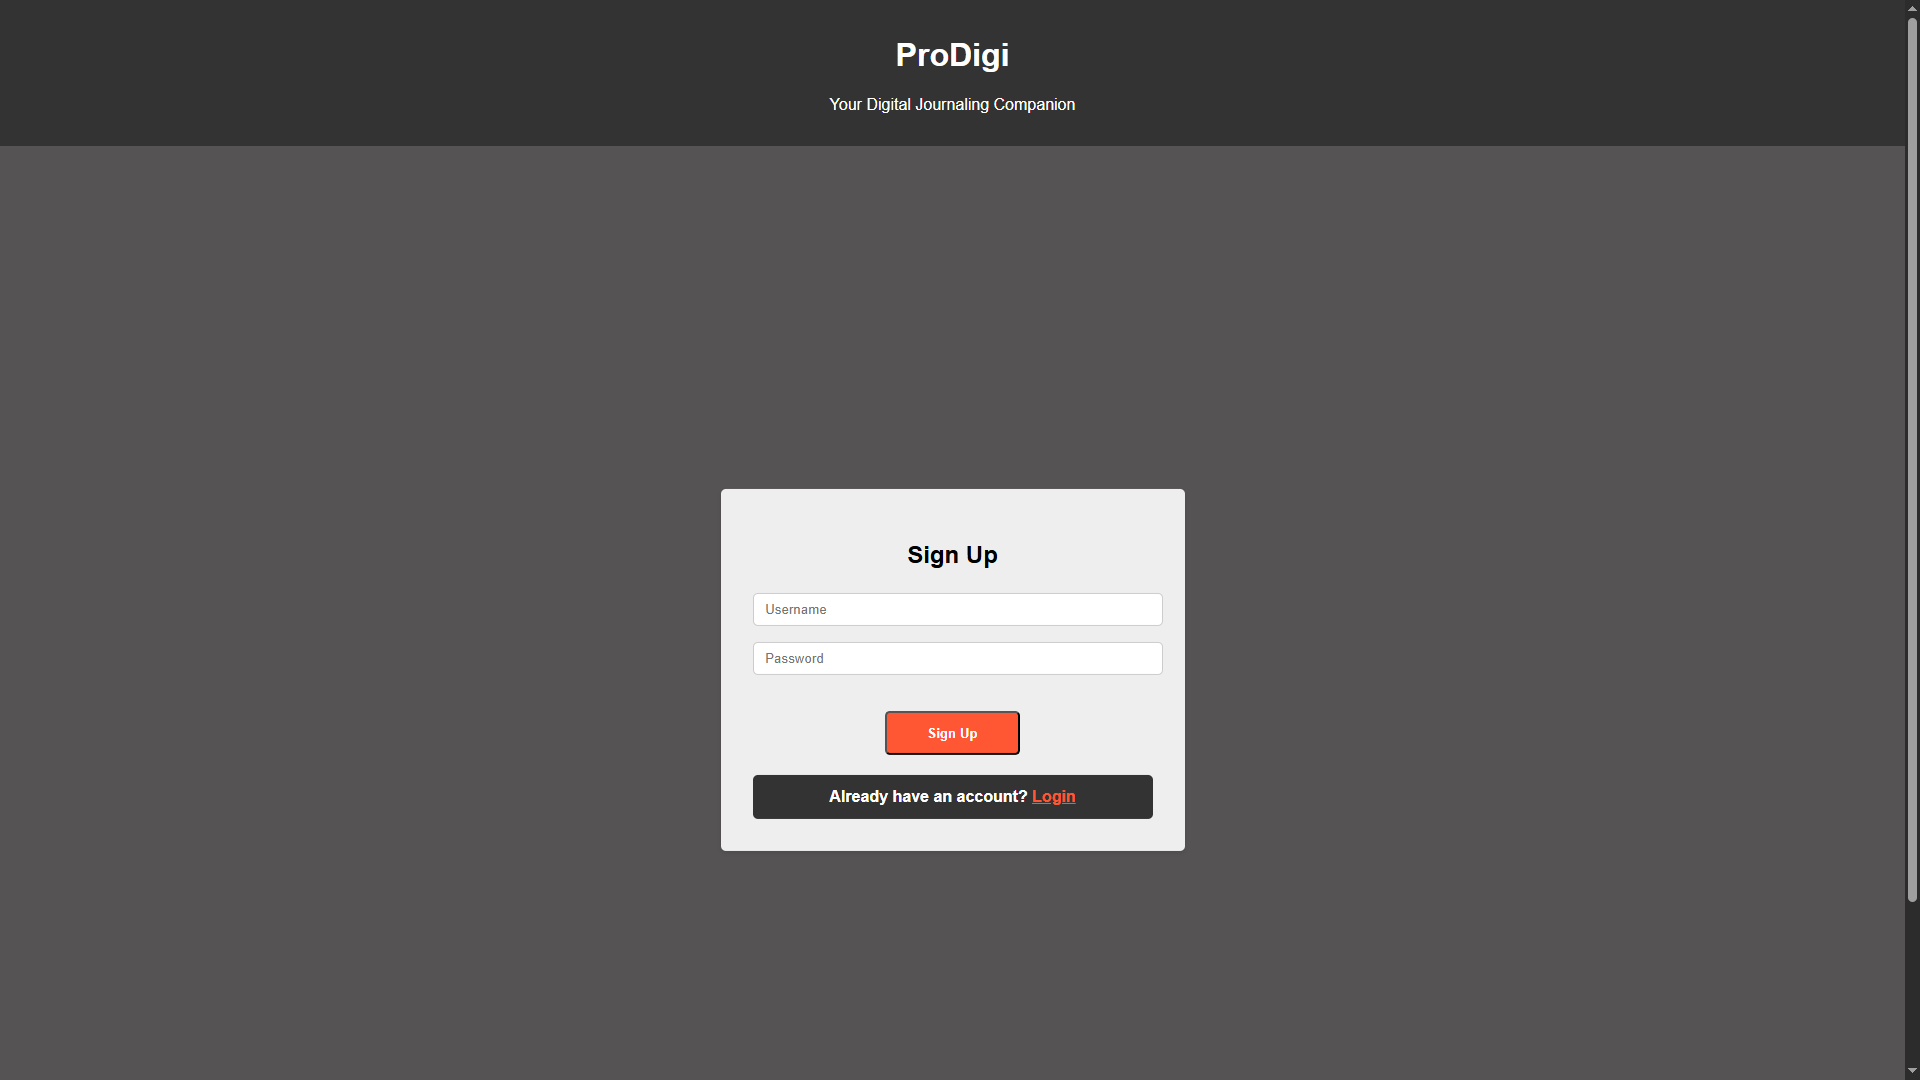 ProDigi
Your Digital Journaling Companion
Sign Up
Username
Password
Sign Up
Already have an account? Login